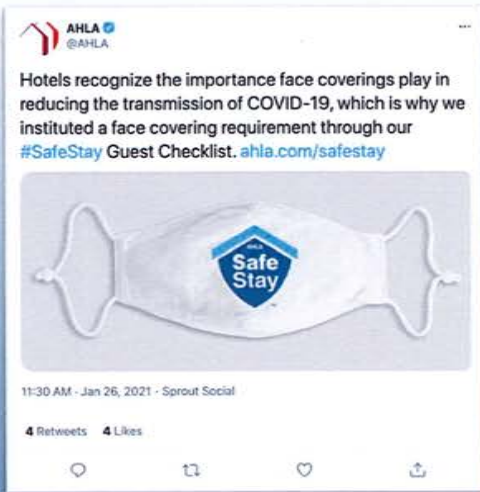 AHLA
@AHLA
Hotels recognize the importance face coverings play in
reducing the transmission of COVID-19, which is why we
instituted a face covering requirement through our
#SafeStay Guest Checklist. ahla.com/safestay
AHLA
Safe
Stay
11:30 AM · Jan 26, 2021 · Sprout Social
4 Retweets 4 Likes